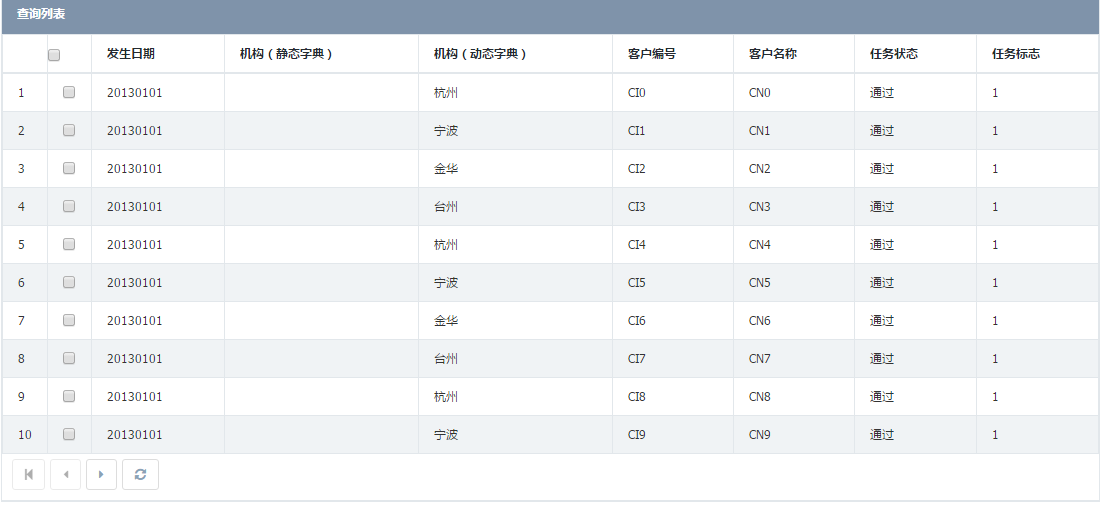 查询列表
发生日期 机构（静态字典） 机构（动态字典） 客户编号 客户名称 任务状态 任务标志
1 20130101 杭州 CI0 CN0 通过 1
2 20130101 宁波 CI1 CN1 通过 1
3 20130101 金华 CI2 CN2 通过 1
4 20130101 台州 CI3 CN3 通过 1
5 20130101 杭州 CI4 CN4 通过 1
6 20130101 宁波 CI5 CN5 通过 1
7 20130101 金华 CI6 CN6 通过 1
8 20130101 台州 CI7 CN7 通过 1
9 20130101 杭州 CI8 CN8 通过 1
10 20130101 宁波 CI9 CN9 通过 1